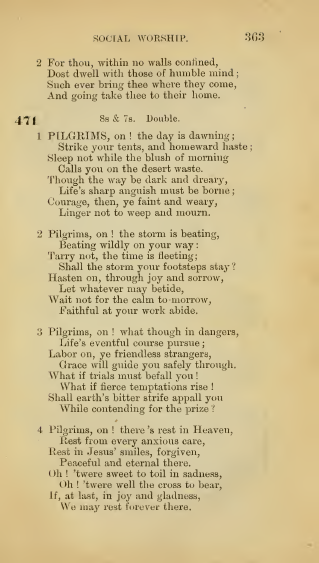 SOCIAL WORSHIP. 363
2 For thou, within no walls confined,
Dost dwell with those of humble mind;
Such ever bring thee where they come,
And going take thee to their home.
471 8s & 7s. Double.
1 PILGRIMS, on! the day is dawning;
Strike your tents, and homeward haste;
Sleep not while the blush of morning
Calls you on the desert waste.
Though the way be dark and dreary,
Life's sharp anguish must be borne;
Courage, then, ye faint and weary,
Linger not to weep and mourn.
2 Pilgrims, on! the storm is beating,
Beating wildly on your way:
Tarry not, the time is fleeting;
Shall the storm your footsteps stay?
Hasten on, through joy and sorrow,
Let whatever may betide,
Wait not for the calm to-morrow,
Faithful at your work abide.
3 Pilgrims, on! what though in dangers,
Life's eventful course pursue;
Labor on, ye friendless strangers,
Grace will guide you safely through.
What if trials must befall you!
What if fierce temptations rise!
Shall earth's bitter strife appall you
While contending for the prize?
4 Pilgrims, on! there's rest in Heaven,
Rest from every anxious care,
Rest in Jesus' smiles, forgiven,
Peaceful and eternal there.
Oh! 'twere sweet to toil in sadness,
Oh! 'twere well the cross to bear,
If, at last, in joy and gladness,
We may rest forever there.